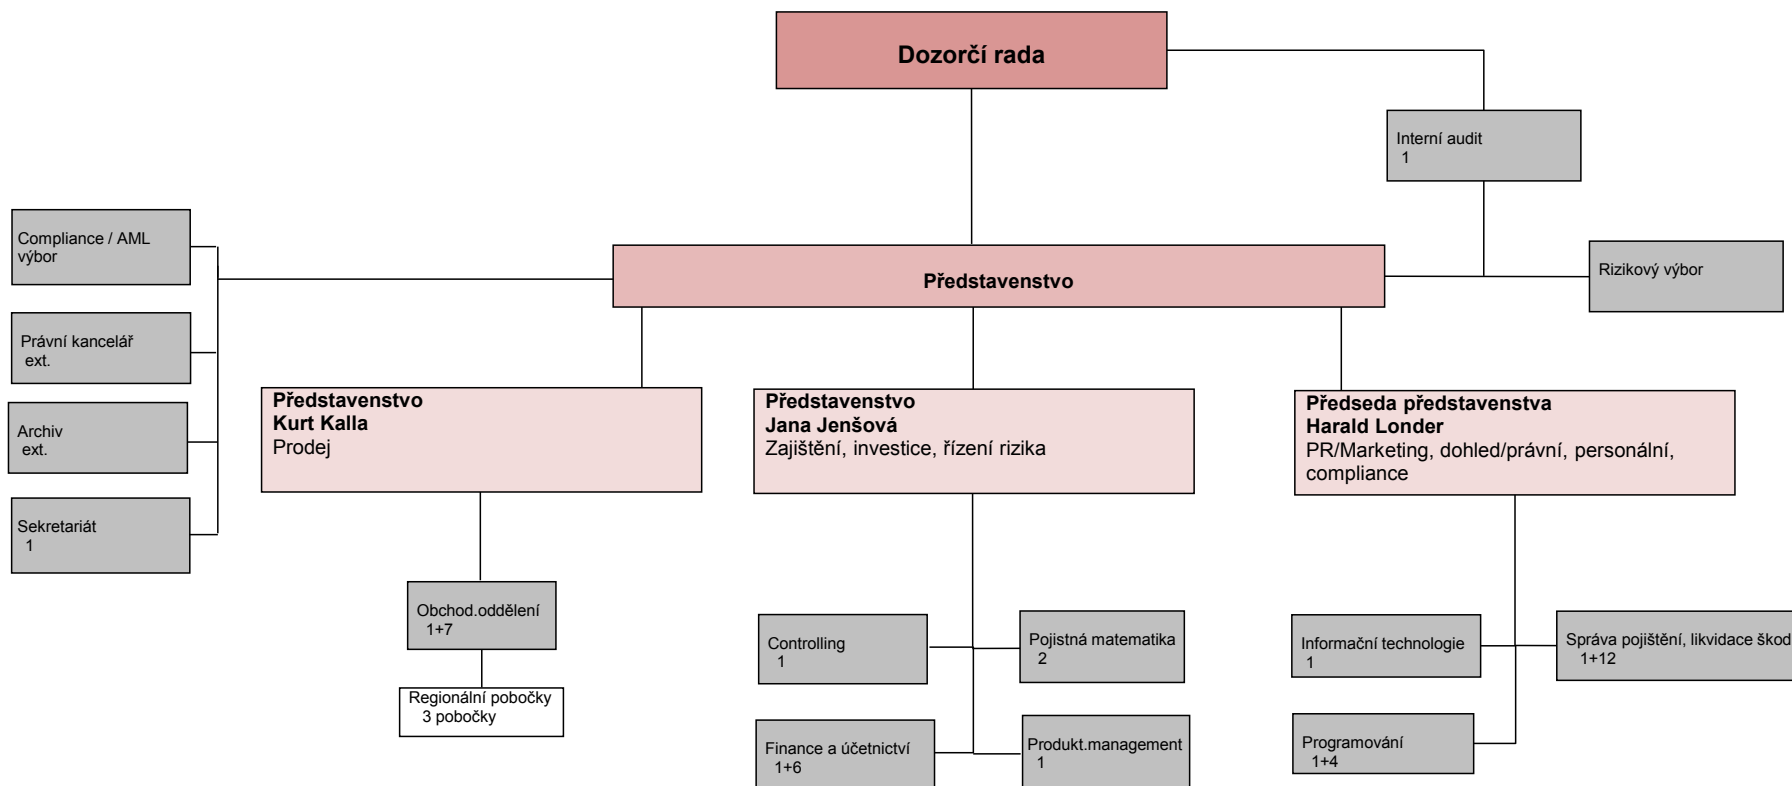 Dozorčí rada
Interní audit
1
Compliance / AML
výbor
Představenstvo
Rizikový výbor
Právní kancelář
ext.
Archiv
ext.
Sekretariát
1
Představenstvo
Kurt Kalla
Prodej
Představenstvo
Jana Jenšová
Zajištění, investice, řízení rizika
Předseda představenstva
Harald Londer
PR/Marketing, dohled/právní, personální,
compliance
Obchod.oddělení
1+7
Regionální pobočky
3 pobočky
Controlling
1
Pojistná matematika
2
Finance a účetnictví
1+6
Produkt.management
1
Informační technologie
1
Správa pojištění, likvidace škod
1+12
Programování
1+4